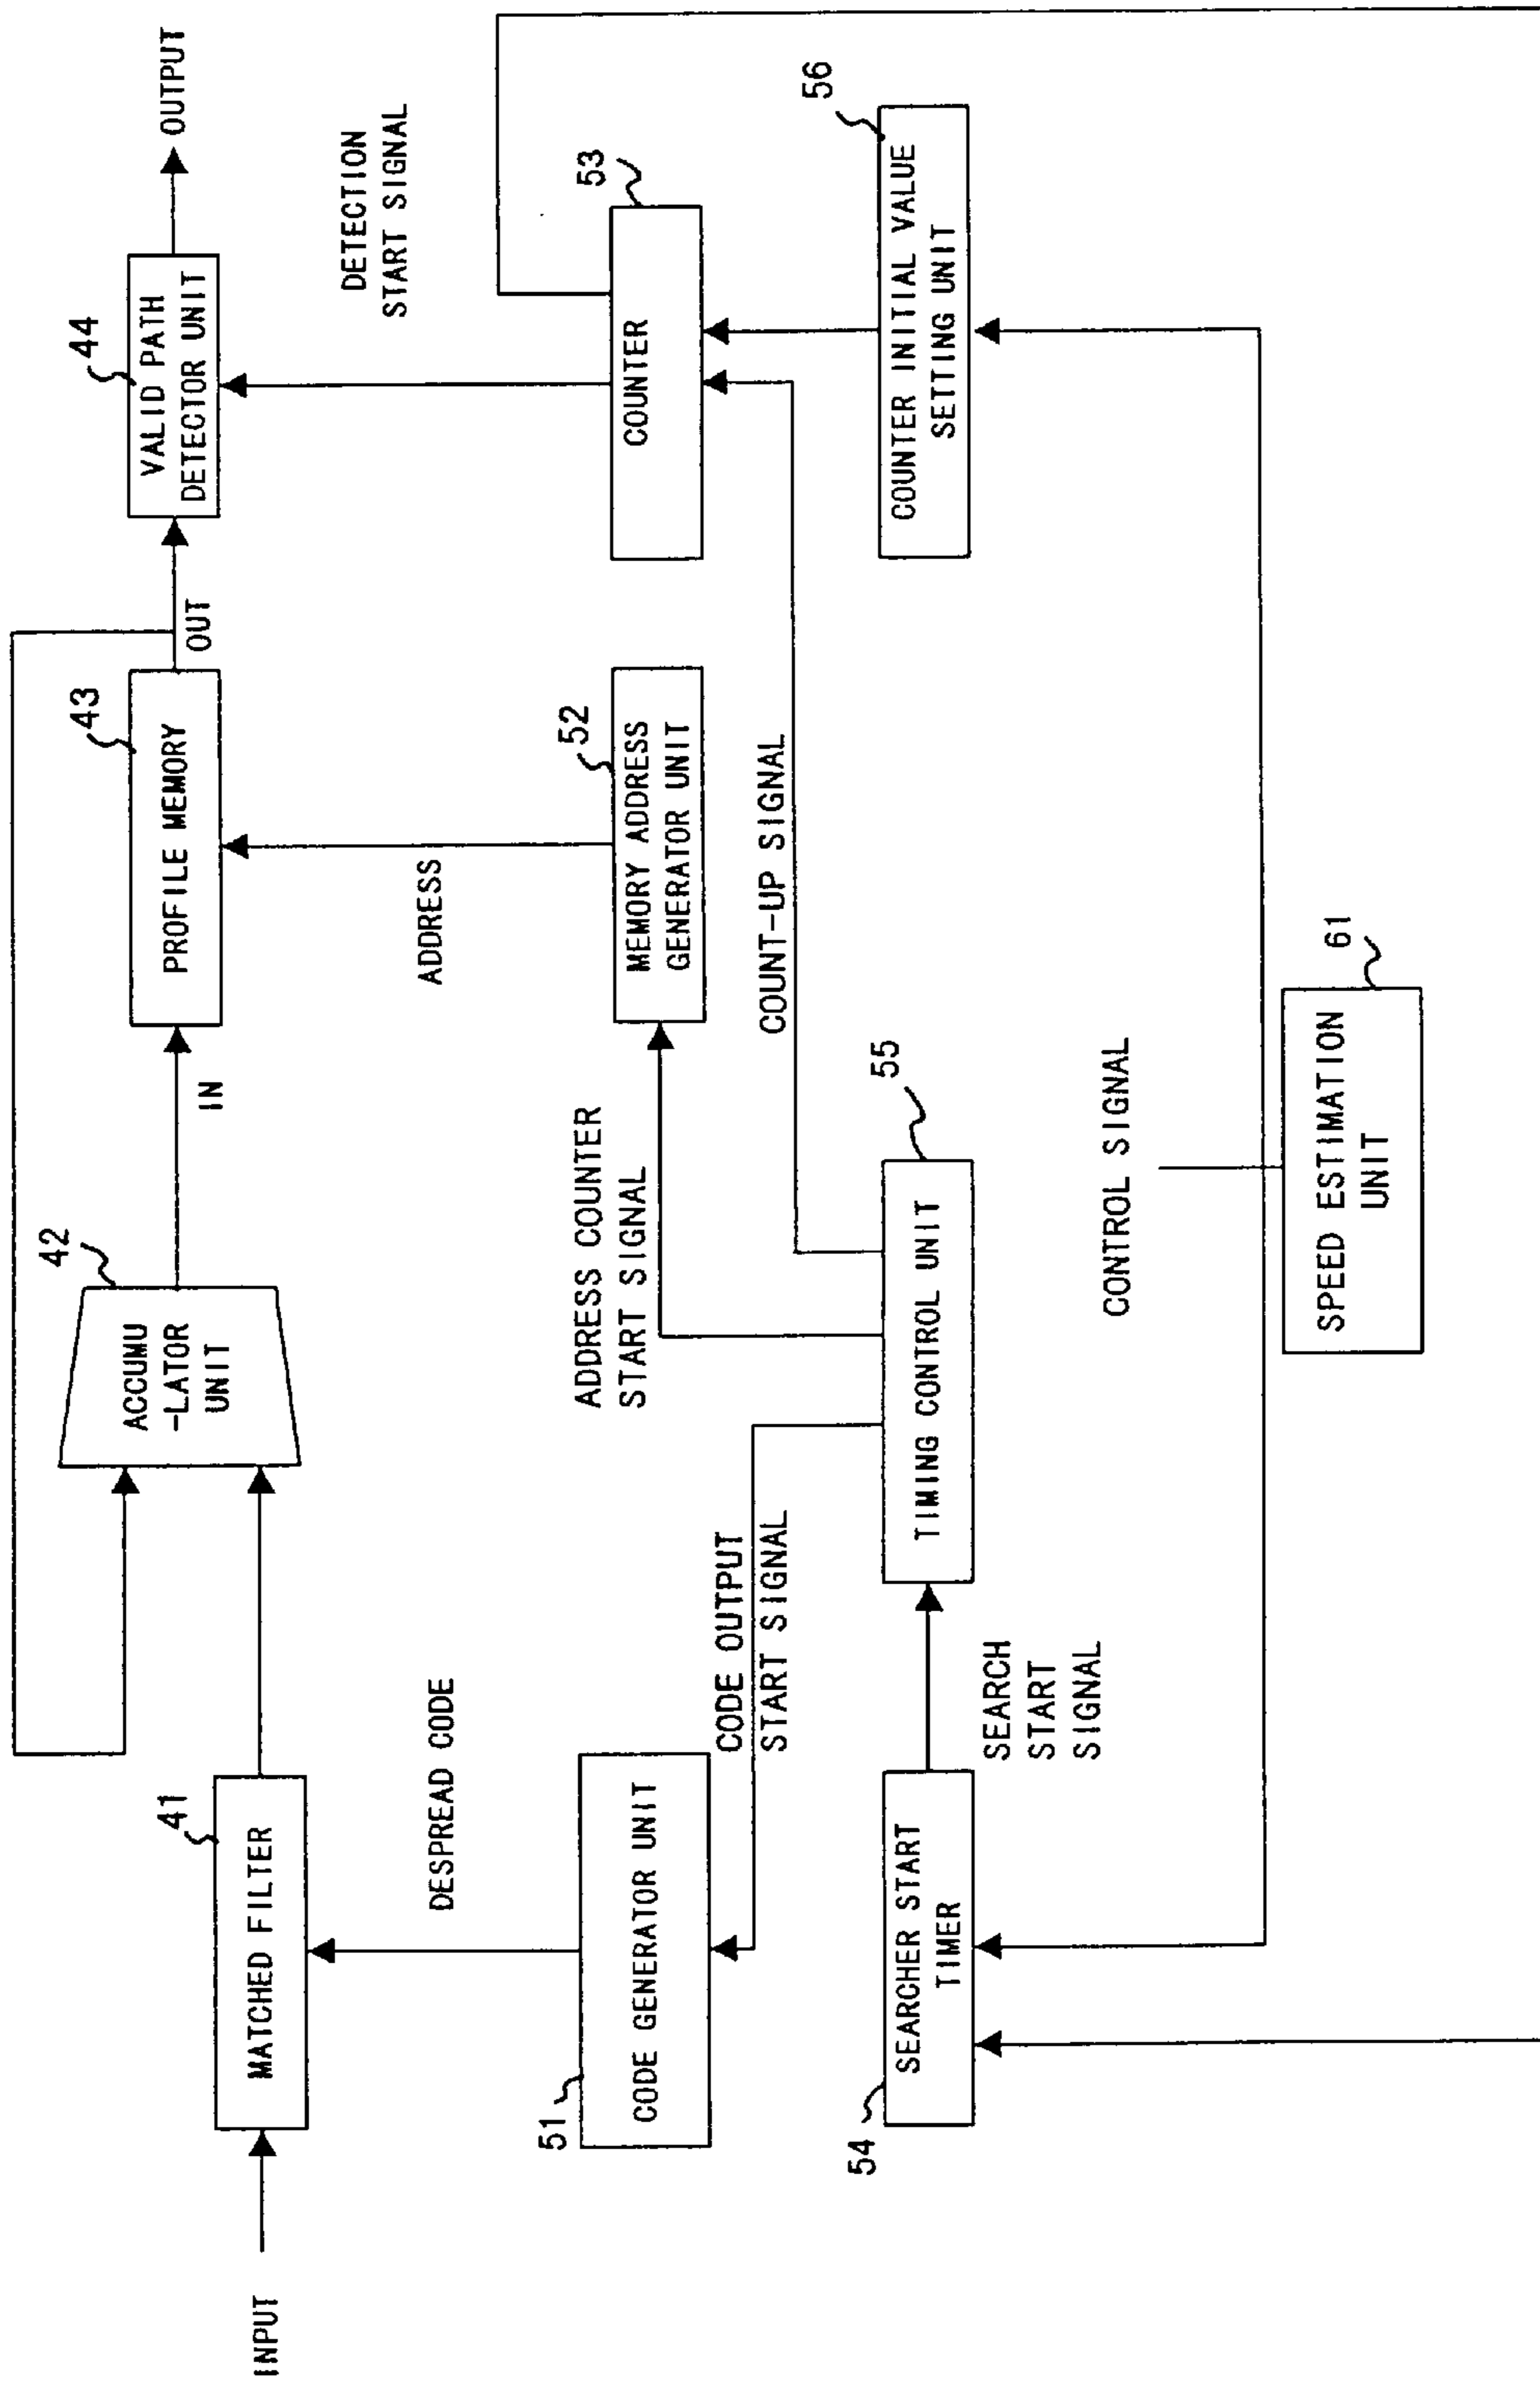 INPUT
41
MATCHED FILTER
42
ACCUMU
-LATOR
UNIT
IN
43
PROFILE MEMORY
OUT
44
VALID PATH
DETECTOR UNIT
OUTPUT
DESPREAD CODE
ADDRESS
DETECTION
START SIGNAL
51
CODE GENERATOR UNIT
CODE OUTPUT
START SIGNAL
ADDRESS COUNTER
START SIGNAL
52
MEMORY ADDRESS
GENERATOR UNIT
COUNT-UP SIGNAL
53
COUNTER
54
SEARCHER START
TIMER
SEARCH
START
SIGNAL
55
TIMING CONTROL UNIT
56
COUNTER INITIAL VALUE
SETTING UNIT
CONTROL SIGNAL
61
SPEED ESTIMATION
UNIT